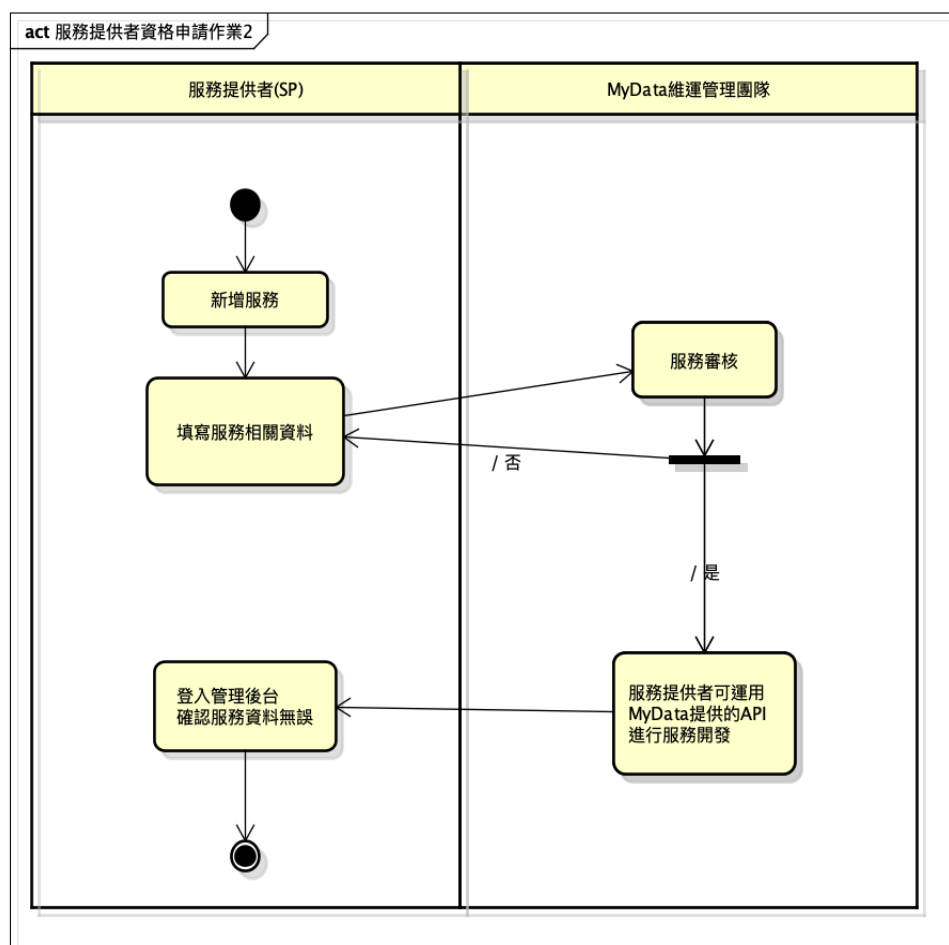 act 服務提供者資格申請作業2
服務提供者(SP)
MyData維運管理團隊
新增服務
服務審核
填寫服務相關資料
/ 否
/ 是
登入管理後台
確認服務資料無誤
服務提供者可運用
MyData提供的API
進行服務開發